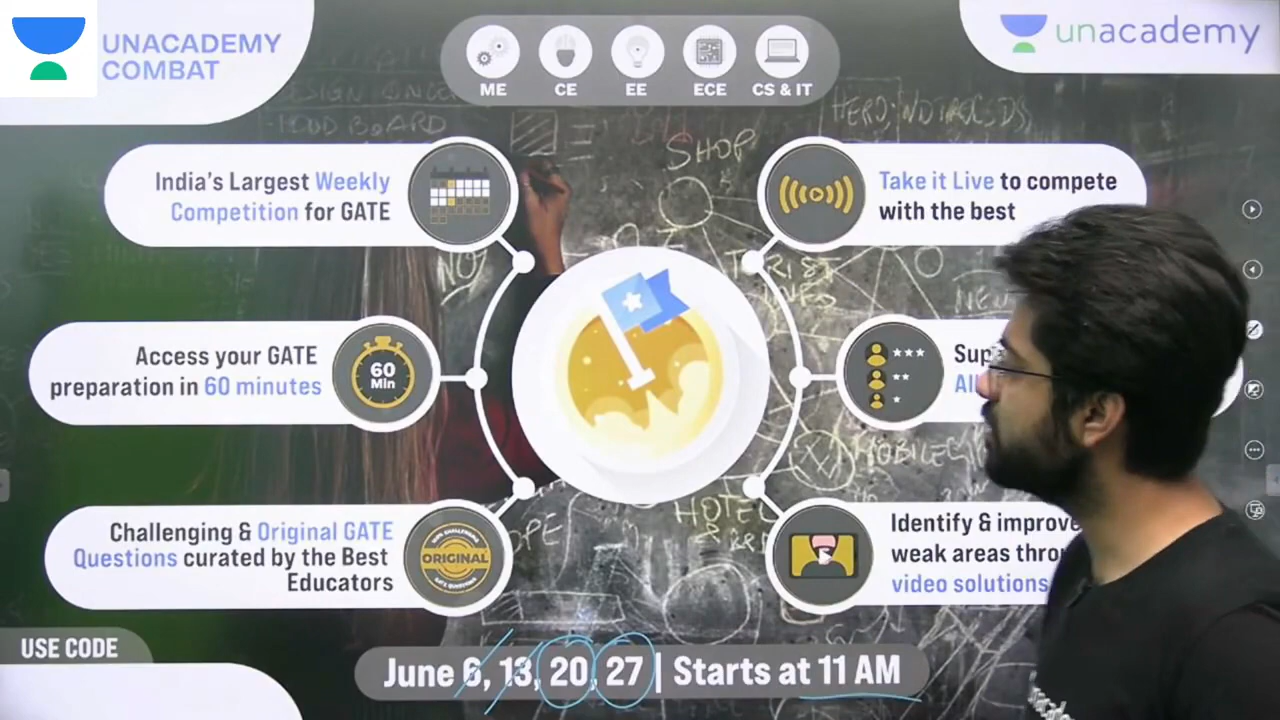 UNACADEMY
COMBAT
ME CE EE ECE CS & IT
unacademy
India's Largest Weekly
Competition for GATE
Take it Live to compete
with the best
Access your GATE
preparation in 60 minutes
60
Min
Challenging & Original GATE
Questions curated by the Best
Educators
ORIGINAL
Identify & improve
weak areas
video solutions
SHOP
NO
HOTEL
USE CODE
June 6, 13, 20, 27 | Starts at 11 AM